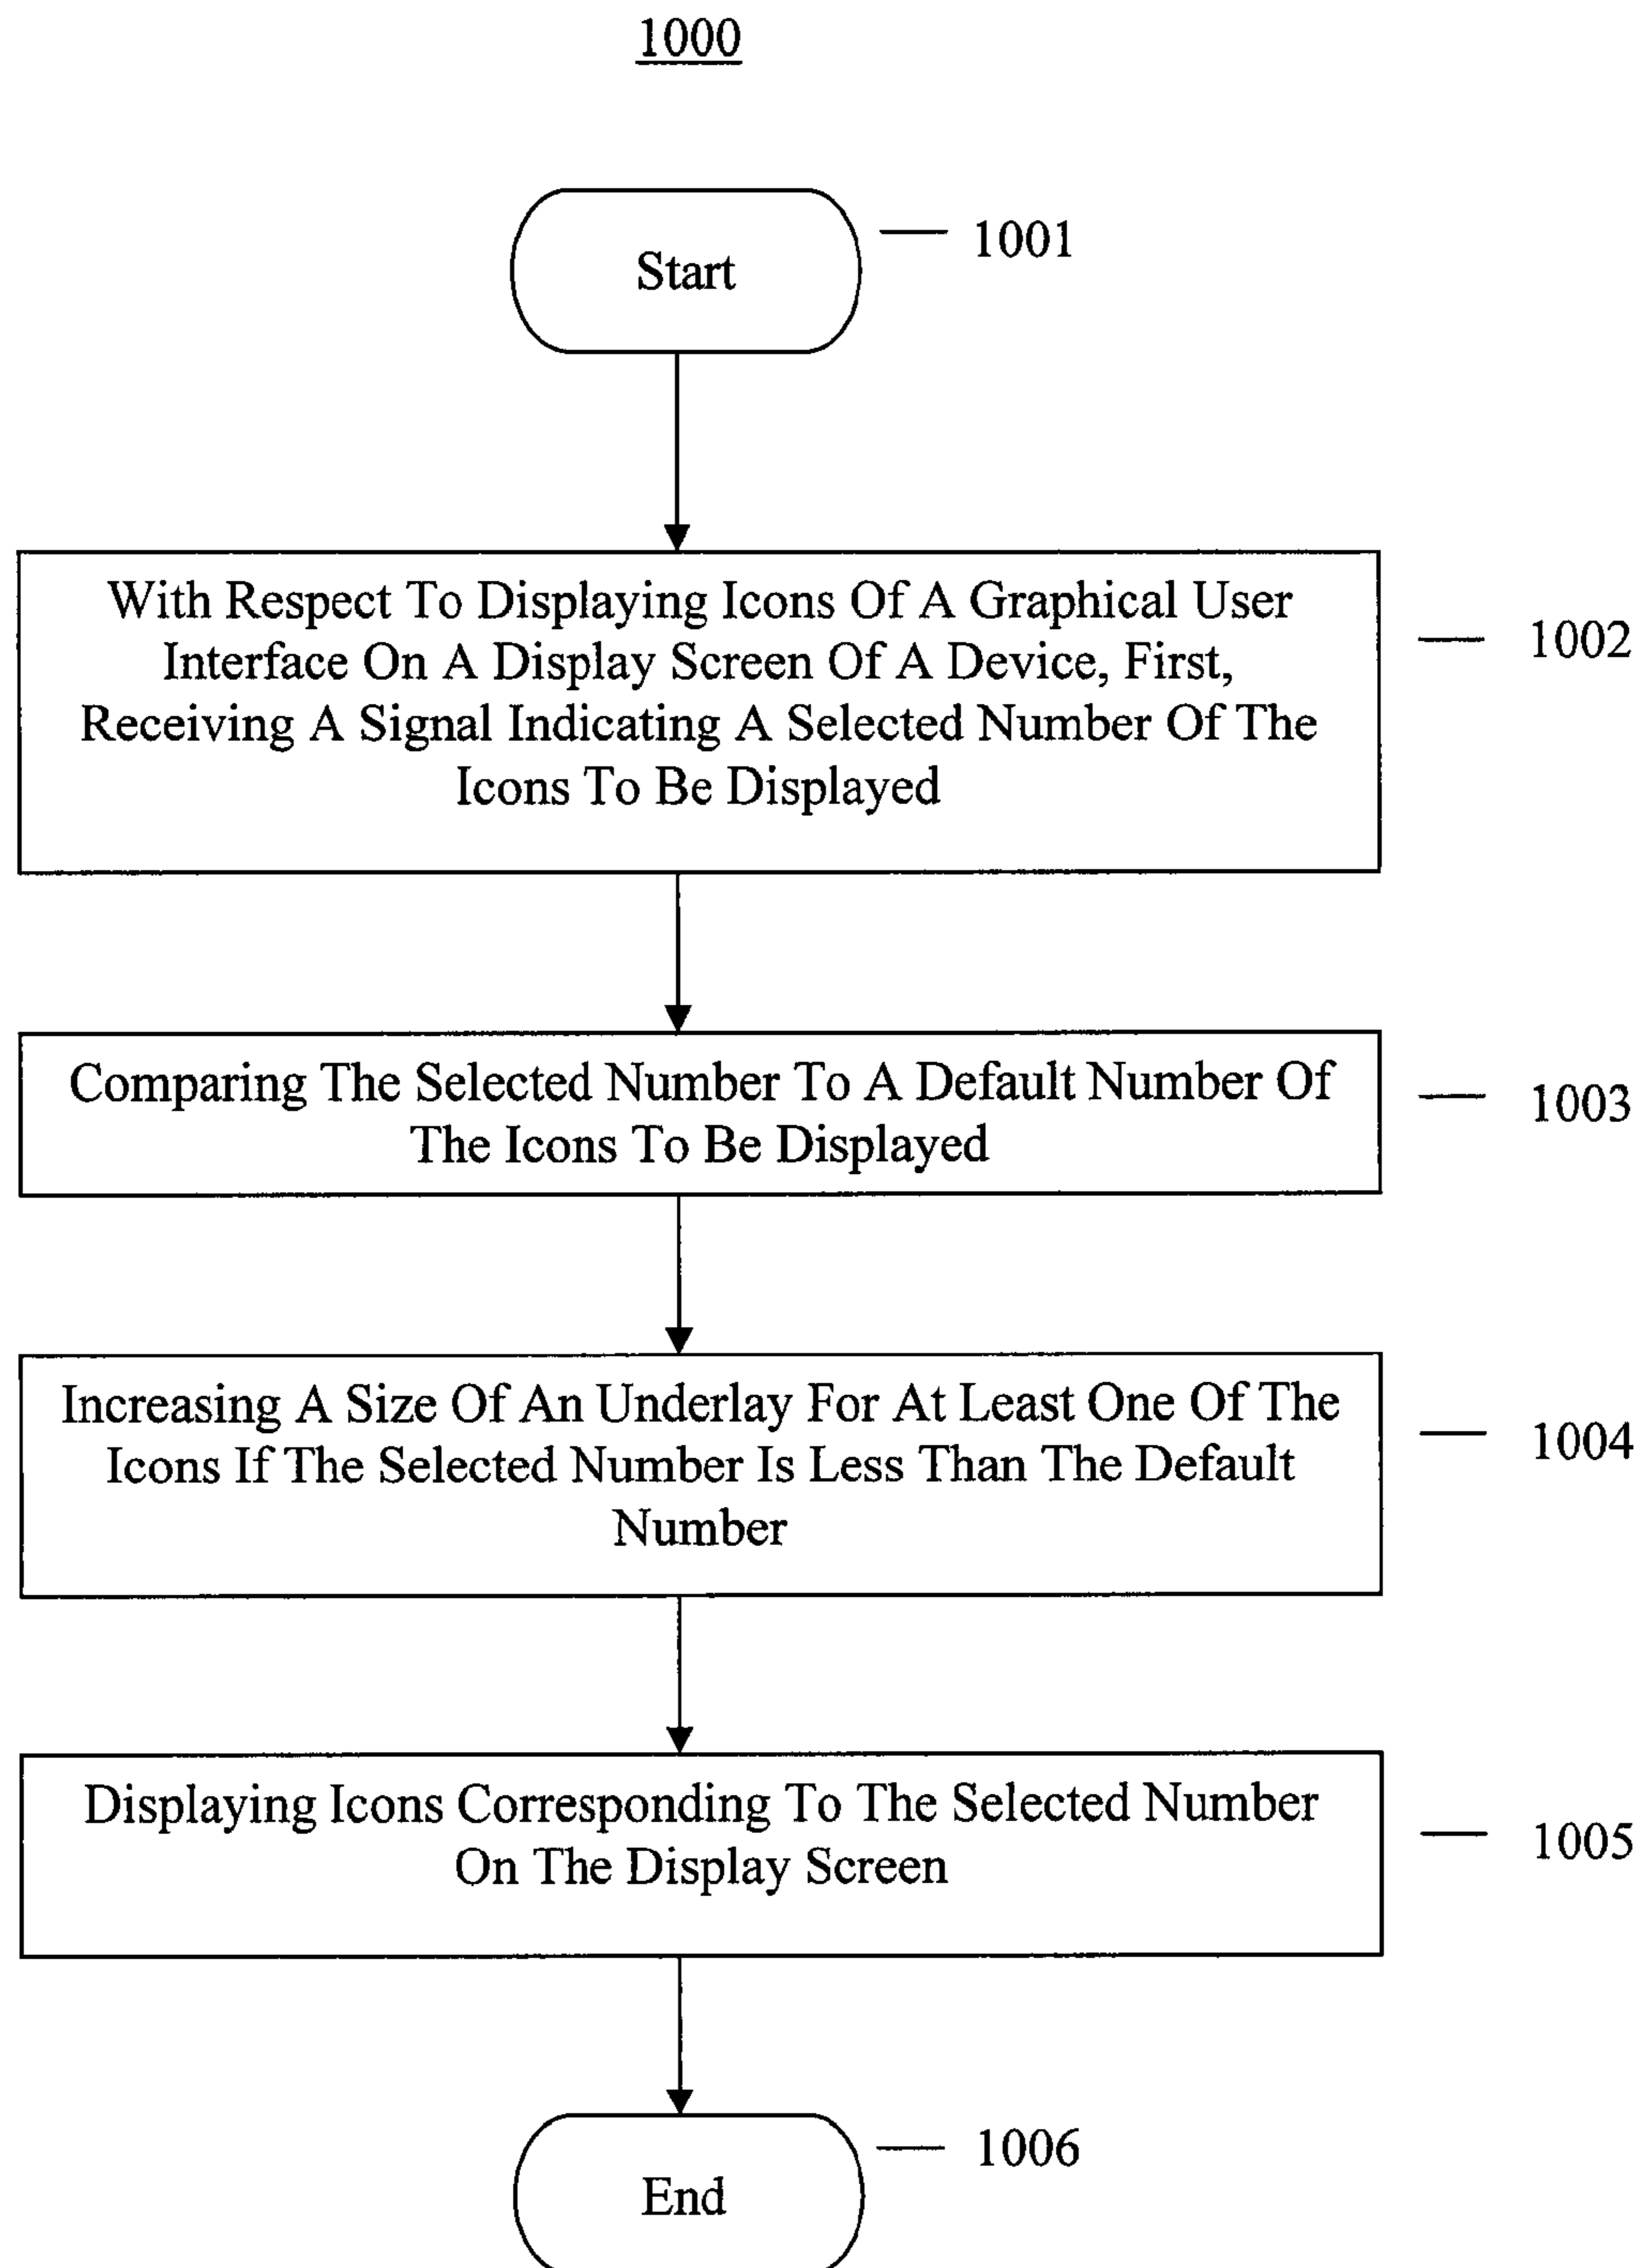 1000
Start
1001
With Respect To Displaying Icons Of A Graphical User
Interface On A Display Screen Of A Device, First,
Receiving A Signal Indicating A Selected Number Of The
Icons To Be Displayed
1002
Comparing The Selected Number To A Default Number Of
The Icons To Be Displayed
1003
Increasing A Size Of An Underlay For At Least One Of The
Icons If The Selected Number Is Less Than The Default
Number
1004
Displaying Icons Corresponding To The Selected Number
On The Display Screen
1005
End
1006